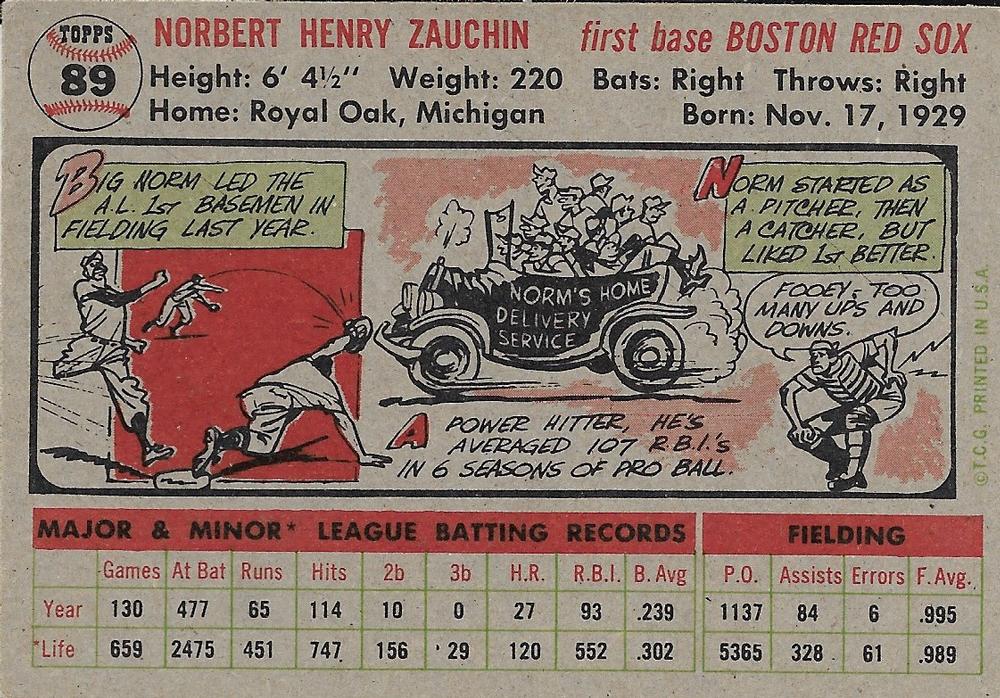 TOPPS
89
NORBERT HENRY ZAUCHIN first base BOSTON RED SOX
Height: 6' 4½" Weight: 220 Bats: Right Throws: Right
Home: Royal Oak, Michigan Born: Nov. 17, 1929
BIG NORM LED THE
A.L. 1ST BASEMEN IN
FIELDING LAST YEAR.
NORM'S HOME
DELIVERY
SERVICE
A POWER HITTER, HE'S
AVERAGED 107 R.B.I.'s
IN 6 SEASONS OF PRO BALL.
NORM STARTED AS
A PITCHER, THEN
A CATCHER, BUT
LIKED 1ST BETTER.
FOOEY - TOO
MANY UPS AND
DOWNS.
©T.C.G. PRINTED IN U.S.A.
MAJOR & MINOR* LEAGUE BATTING RECORDS FIELDING
Games At Bat Runs Hits 2b 3b H.R. R.B.I. B. Avg P.O. Assists Errors F. Avg.
Year 130 477 65 114 10 0 27 93 .239 1137 84 6 .995
*Life 659 2475 451 747 156 29 120 552 .302 5365 328 61 .989